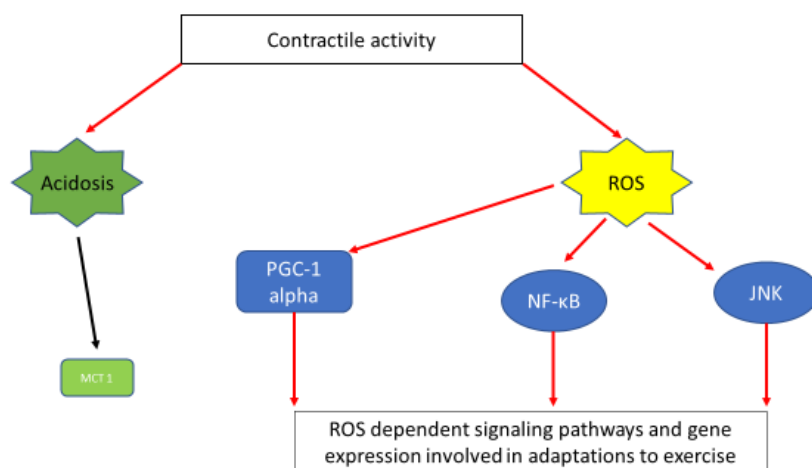 Contractile activity
Acidosis
ROS
PGC-1
alpha
NF-κB
JNK
MCT 1
ROS dependent signaling pathways and gene
expression involved in adaptations to exercise